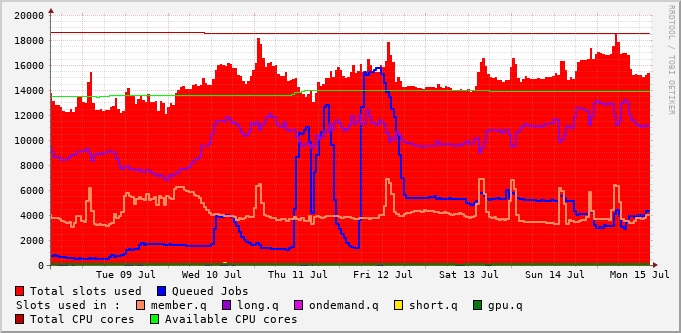 20000
18000
16000
14000
12000
10000
8000
6000
4000
2000
0
Tue 09 Jul Wed 10 Jul Thu 11 Jul Fri 12 Jul Sat 13 Jul Sun 14 Jul Mon 15 Jul
RRDTOOL / TOBI OETIKER
Total slots used Queued Jobs
Slots used in : member.q long.q ondemand.q short.q gpu.q
Total CPU cores Available CPU cores